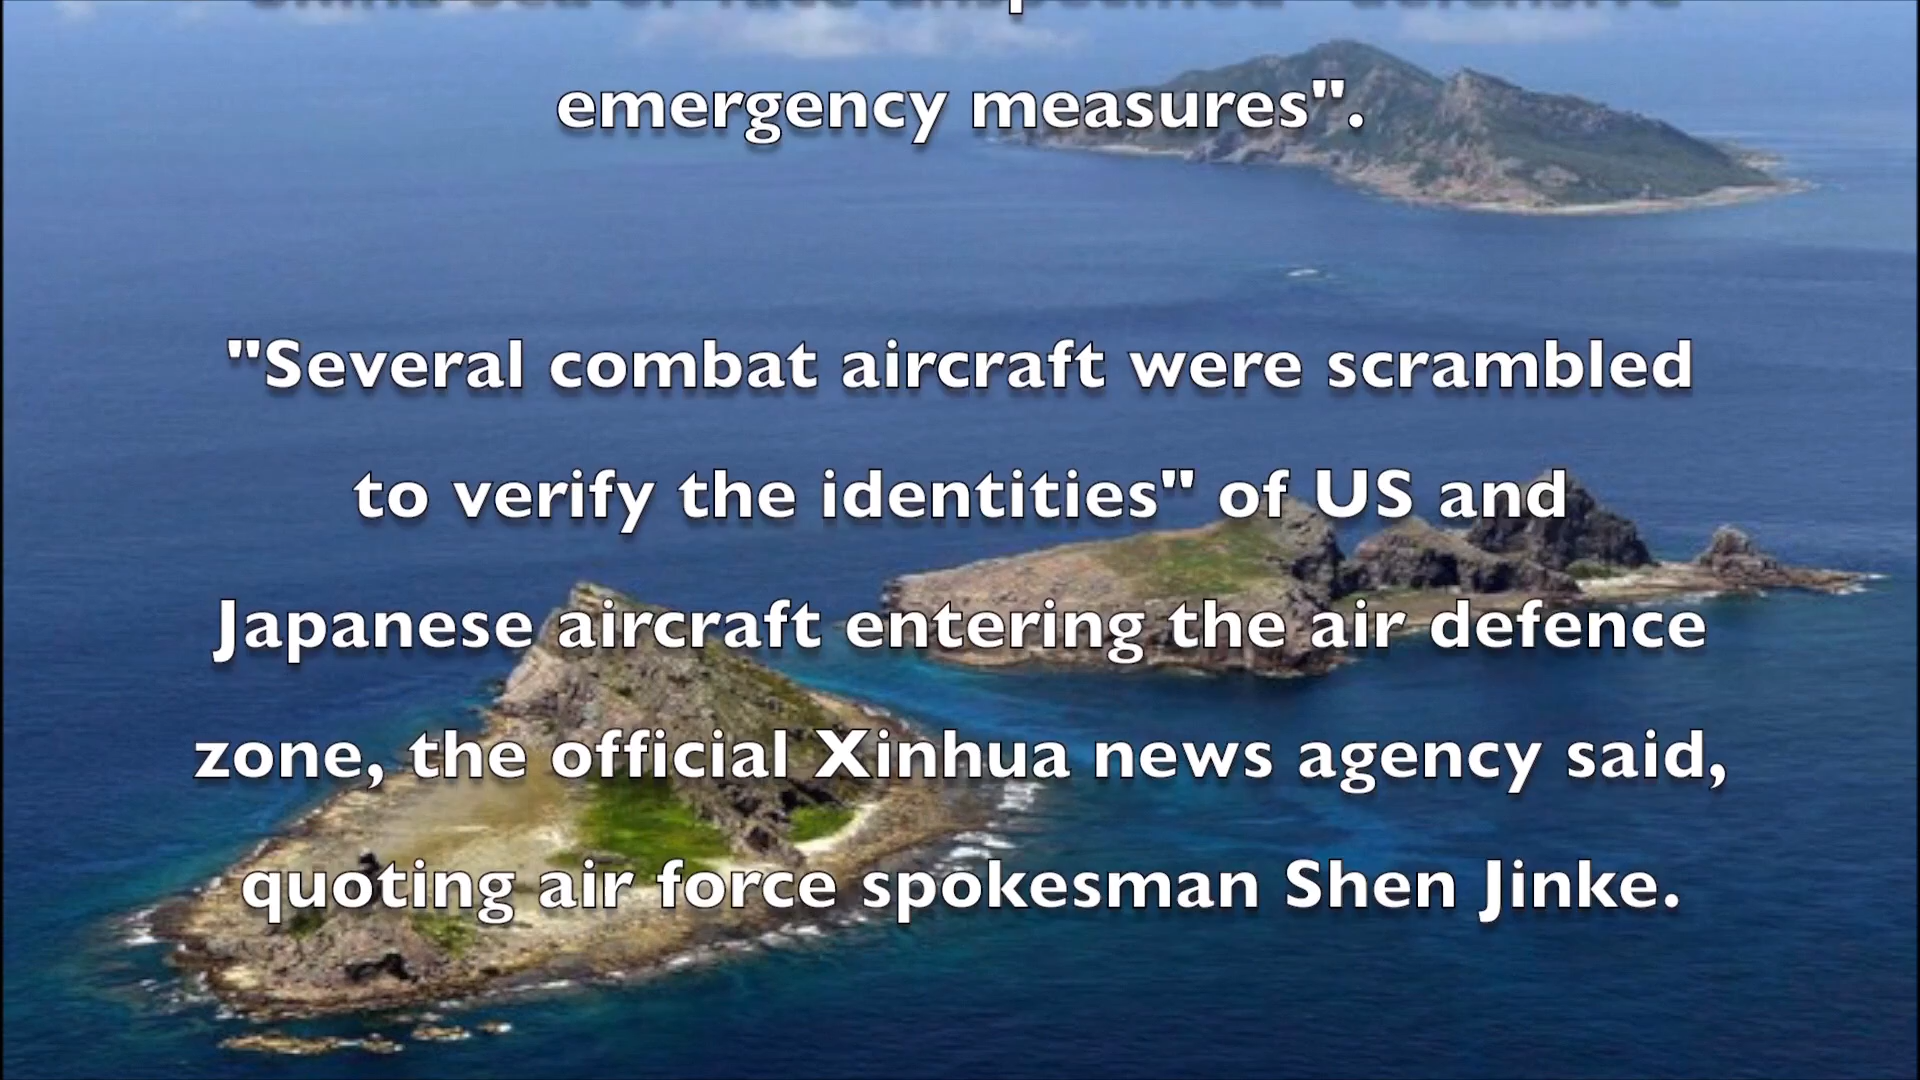 emergency measures".
"Several combat aircraft were scrambled
to verify the identities" of US and
Japanese aircraft entering the air defence
zone, the official Xinhua news agency said,
quoting air force spokesman Shen Jinke.